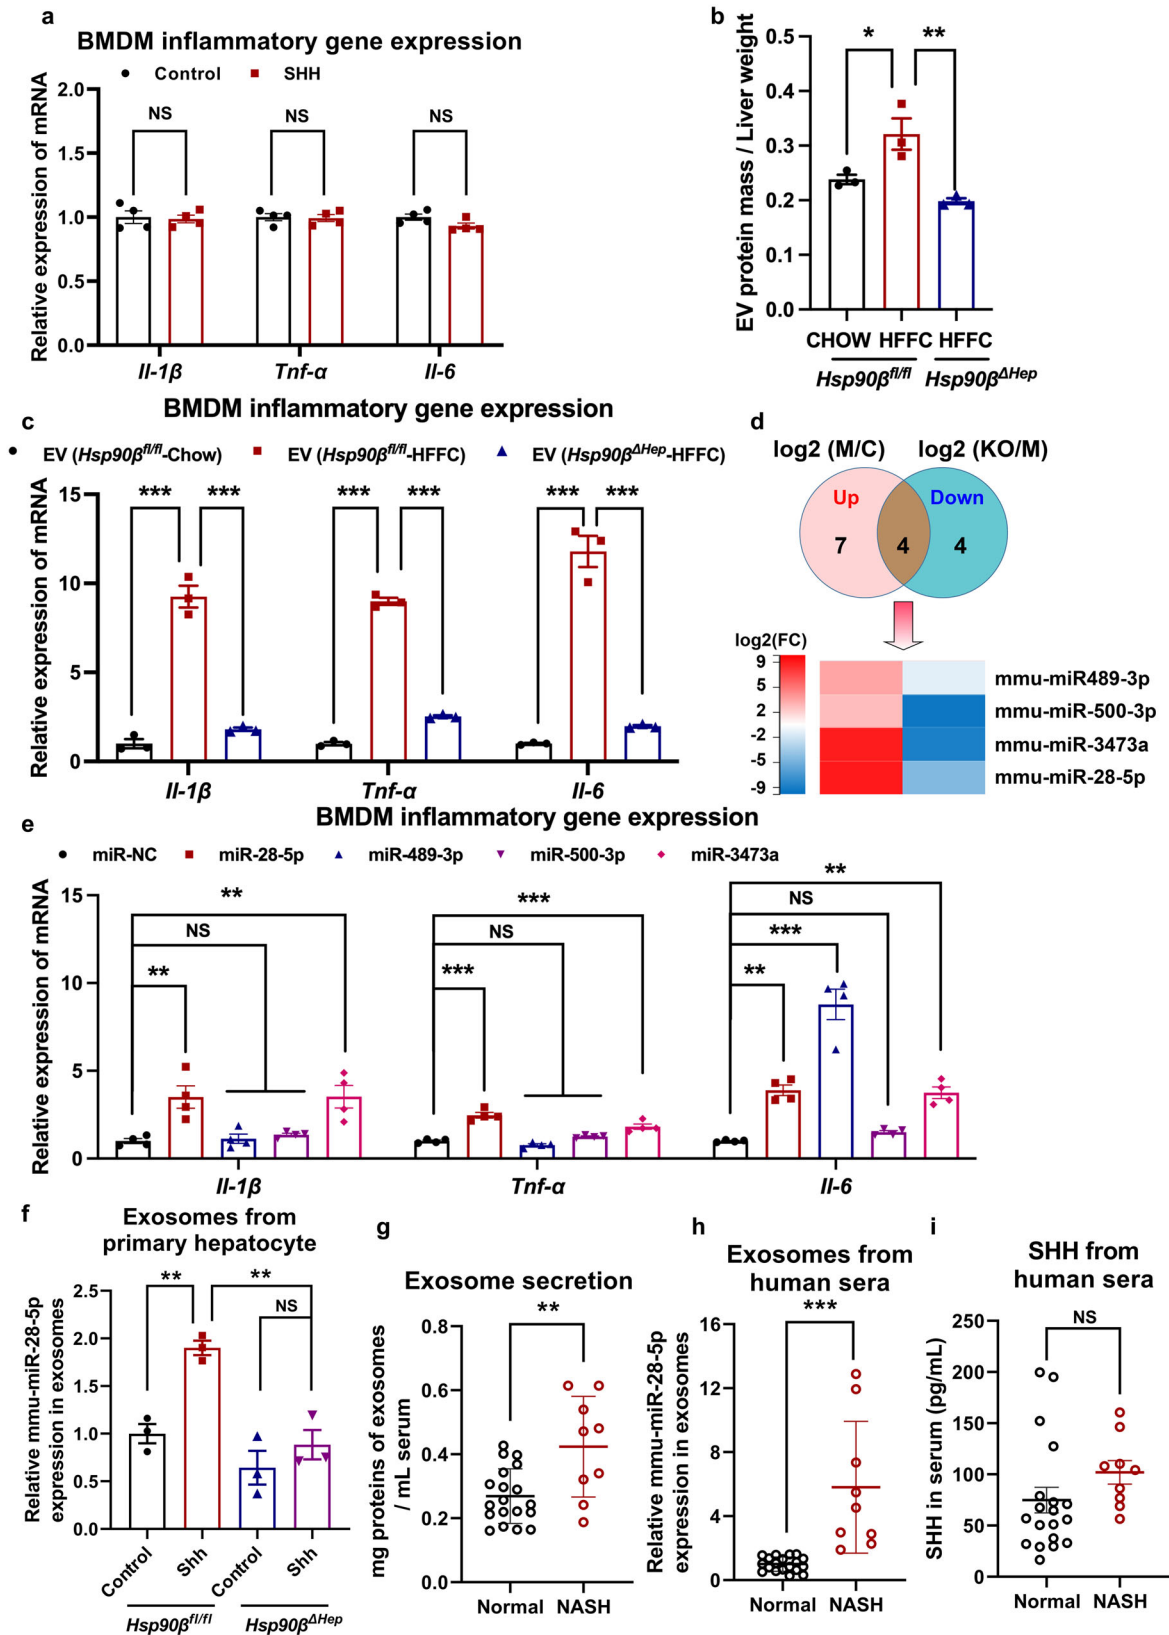 a
BMDM inflammatory gene expression
Control SHH
Relative expression of mRNA
2.0
1.5
1.0
0.5
0.0
NS NS NS
Il-1β Tnf-α Il-6
b
EV protein mass / Liver weight
0.5
0.4
0.3
0.2
0.1
0.0
* **
CHOW HFFC HFFC
Hsp90βfl/fl Hsp90βΔHep
c
BMDM inflammatory gene expression
EV (Hsp90βfl/fl-Chow) EV (Hsp90βfl/fl-HFFC) EV (Hsp90βΔHep-HFFC)
Relative expression of mRNA
15
10
5
0
*** *** *** *** *** ***
Il-1β Tnf-α Il-6
d
log2 (M/C) log2 (KO/M)
Up Down
7 4 4
log2(FC)
9
5
2
-2
-5
-9
mmu-miR489-3p
mmu-miR-500-3p
mmu-miR-3473a
mmu-miR-28-5p
e
BMDM inflammatory gene expression
miR-NC miR-28-5p miR-489-3p miR-500-3p miR-3473a
Relative expression of mRNA
15
10
5
0
**
NS
**
***
NS
***
**
NS
***
**
Il-1β Tnf-α Il-6
f
Exosomes from
primary hepatocyte
Relative mmu-miR-28-5p
expression in exosomes
2.5
2.0
1.5
1.0
0.5
0.0
** **
NS
Control Shh Control Shh
Hsp90βfl/fl Hsp90βΔHep
g
Exosome secretion
mg proteins of exosomes
/ mL serum
0.8
0.6
0.4
0.2
0.0
**
Normal NASH
h
Exosomes from
human sera
Relative mmu-miR-28-5p
expression in exosomes
16
12
8
4
0
***
Normal NASH
i
SHH from
human sera
SHH in serum (pg/mL)
250
200
150
100
50
0
NS
Normal NASH